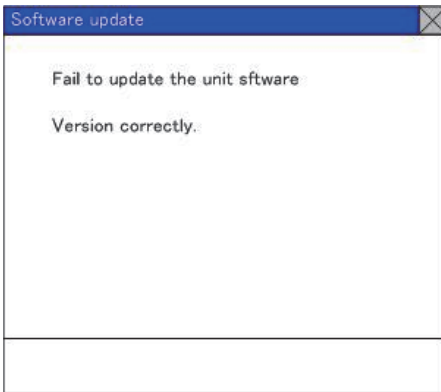 Software update
Fail to update the unit sftware
Version correctly.